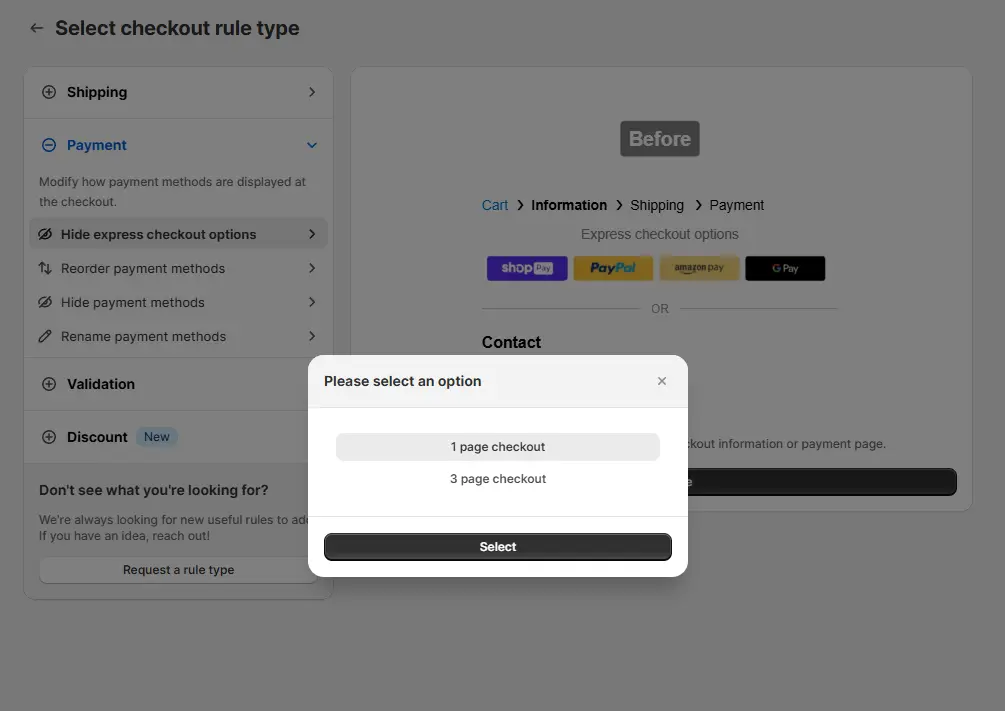 Select checkout rule type
Shipping
Payment
Modify how payment methods are displayed at
the checkout.
Hide express checkout options
Reorder payment methods
Hide payment methods
Rename payment methods
Validation
Discount New
Don't see what you're looking for?
We're always looking for new useful rules to
If you have an idea, reach out!
Request a rule type
Before
Cart > Information > Shipping > Payment
Express checkout options
shop Pay PayPal amazon pay G Pay
OR
Contact
information or payment page.
Please select an option
1 page checkout
3 page checkout
Select